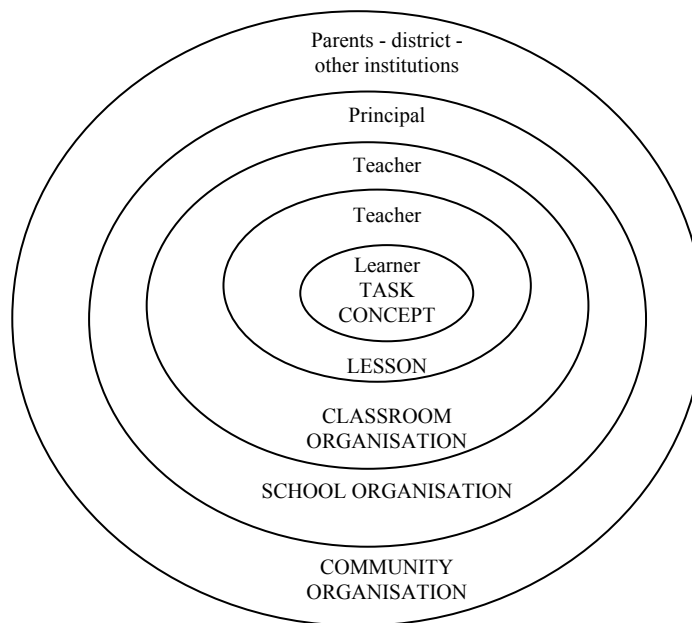 Parents - district -
other institutions
Principal
Teacher
Teacher
Learner
TASK
CONCEPT
LESSON
CLASSROOM
ORGANISATION
SCHOOL ORGANISATION
COMMUNITY
ORGANISATION